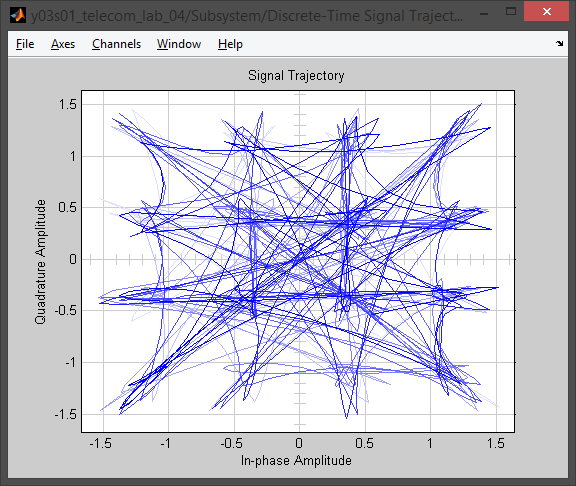 y03s01_telecom_lab_04/Subsystem/Discrete-Time Signal Traject...
File Axes Channels Window Help
Signal Trajectory
1.5
1
0.5
0
-0.5
-1
-1.5
Quadrature Amplitude
-1.5 -1 -0.5 0 0.5 1 1.5
In-phase Amplitude